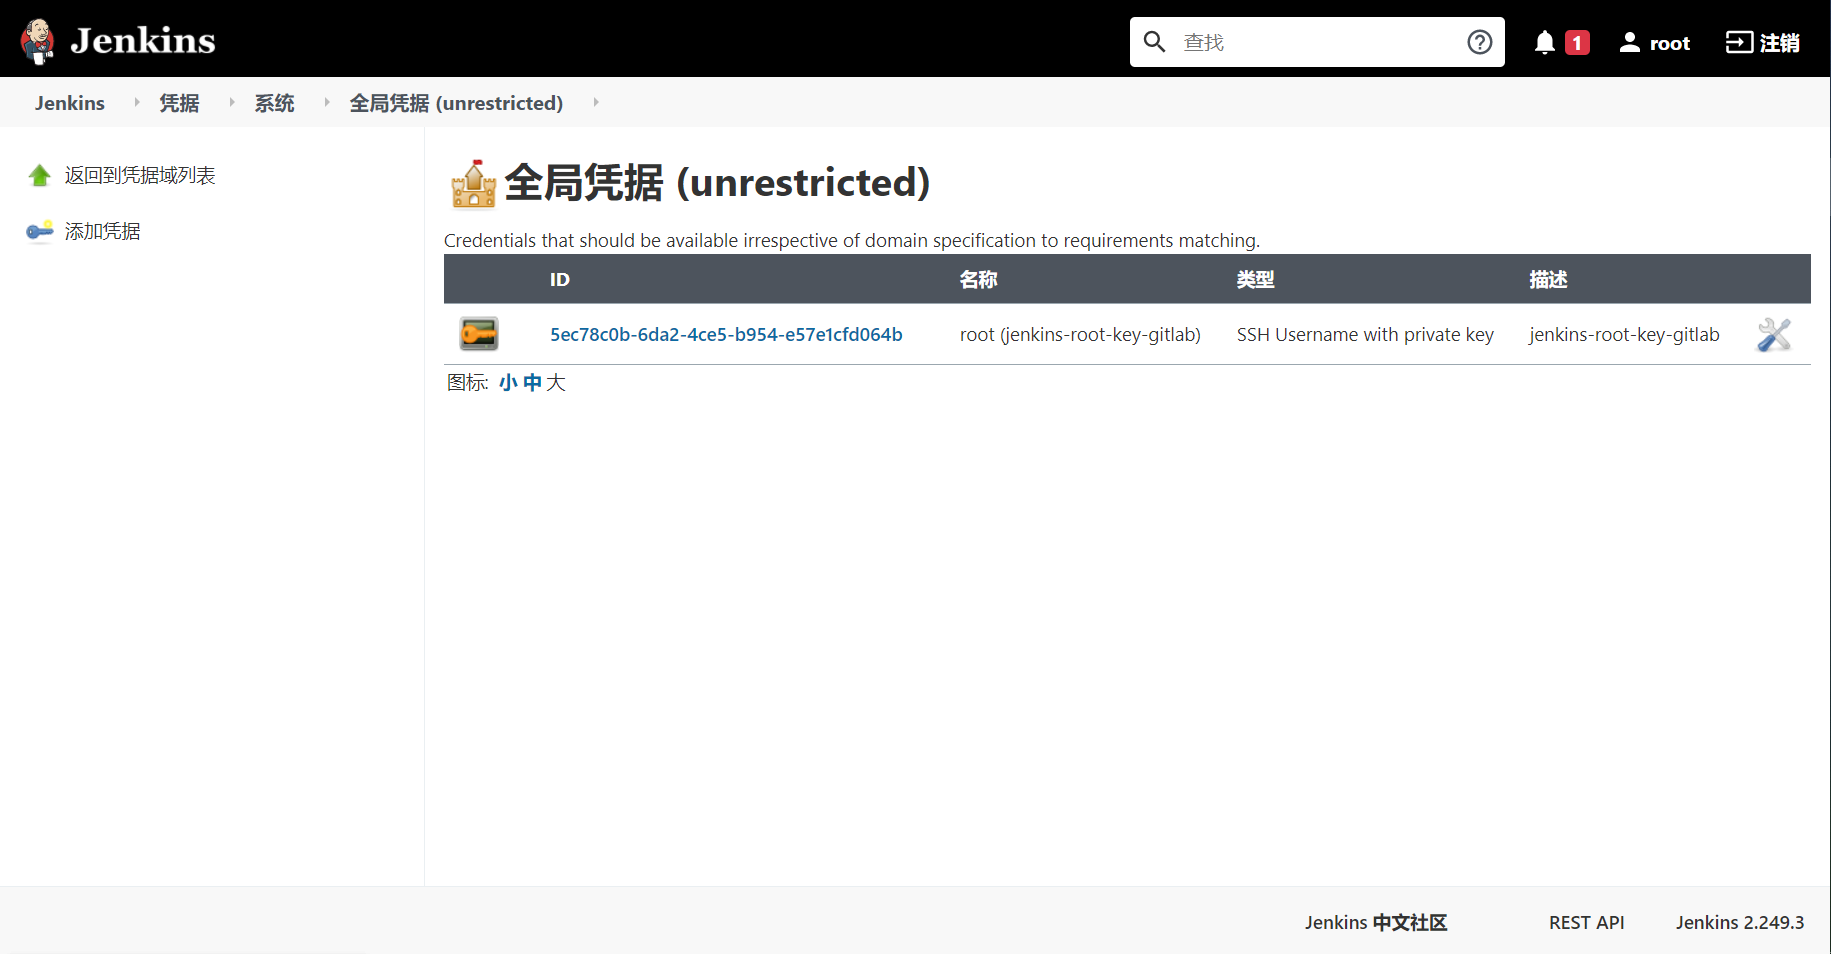 Jenkins
查找
1
root
注销
Jenkins
凭据
系统
全局凭据 (unrestricted)
返回到凭据域列表
添加凭据
全局凭据 (unrestricted)
Credentials that should be available irrespective of domain specification to requirements matching.
ID 名称 类型 描述
5ec78c0b-6da2-4ce5-b954-e57e1cfd064b root (jenkins-root-key-gitlab) SSH Username with private key jenkins-root-key-gitlab
图标: 小 中 大
Jenkins 中文社区 REST API Jenkins 2.249.3